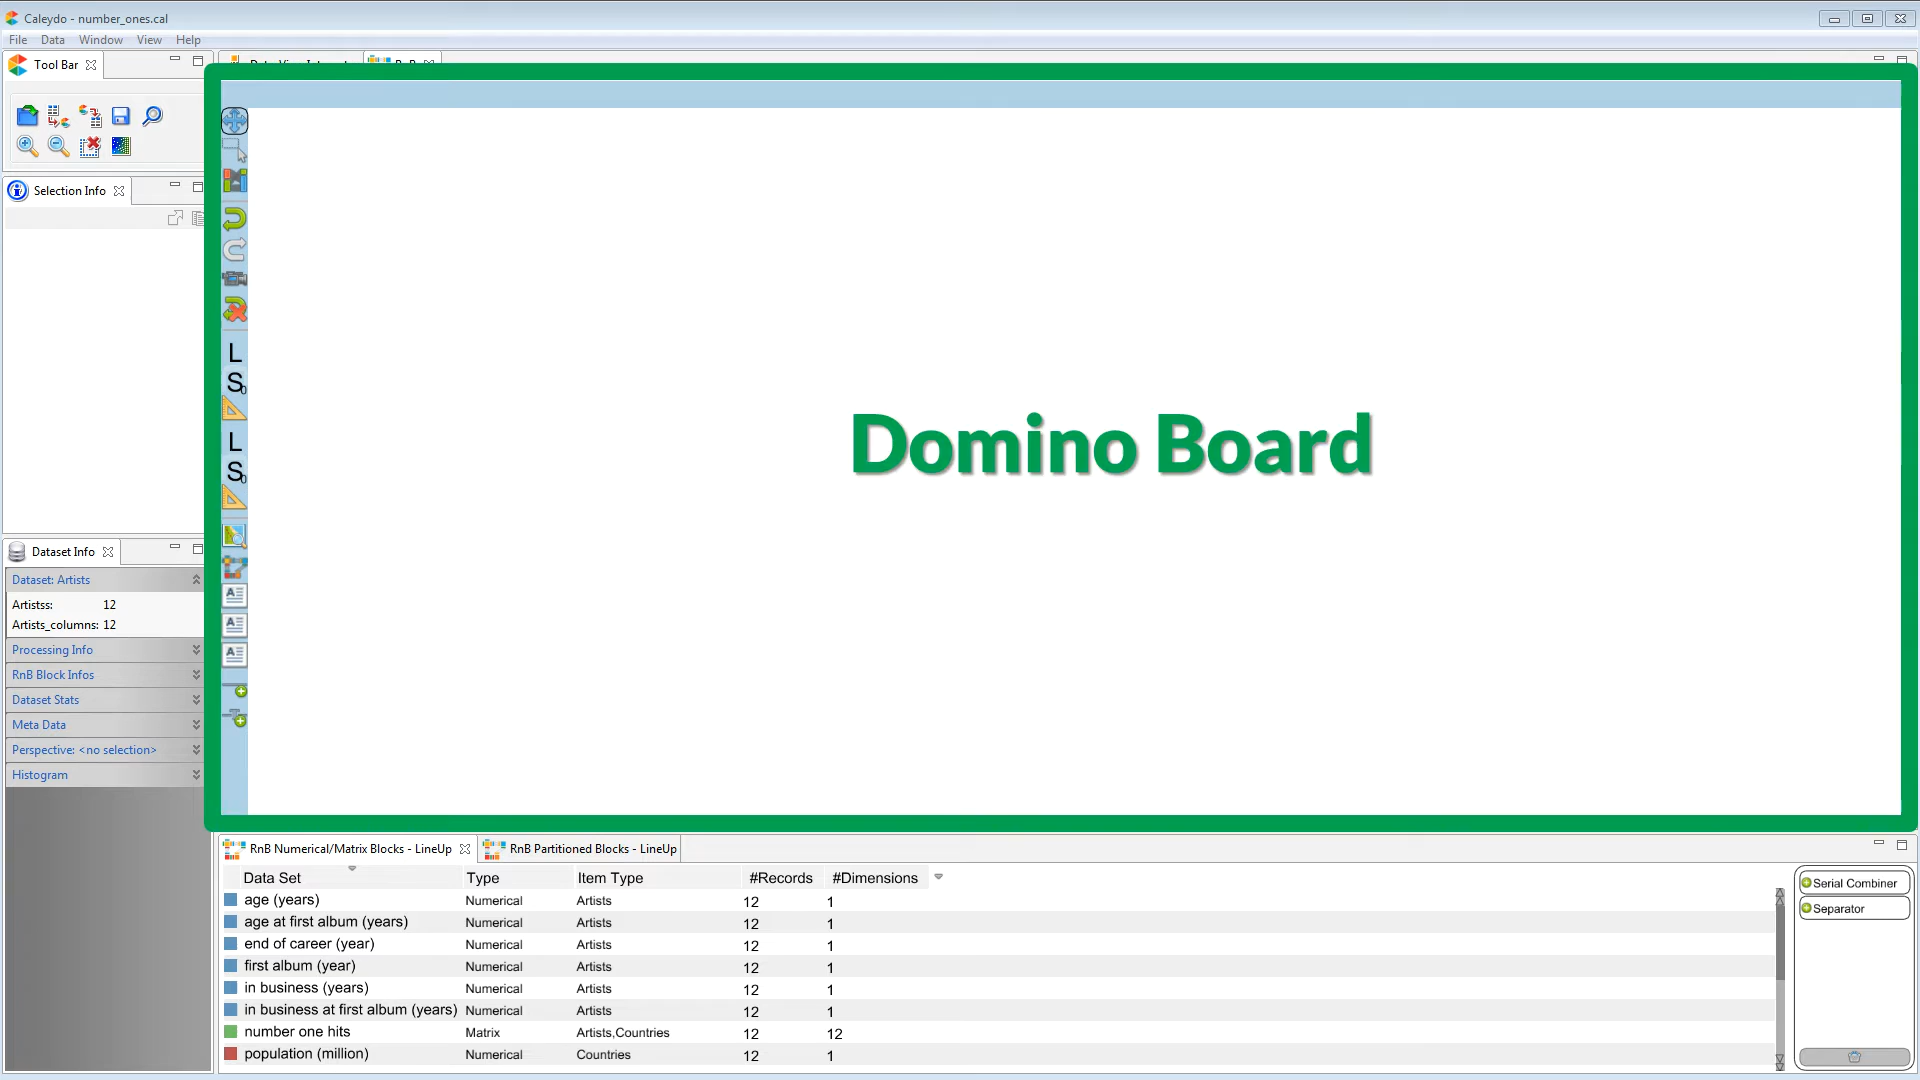 Caleydo - number_ones.cal
File Data Window View Help
Tool Bar
Selection Info
L
S0
L
S0
Domino Board
Dataset Info
Dataset: Artists
Artistss: 12
Artists_columns: 12
Processing Info
RnB Block Infos
Dataset Stats
Meta Data
Perspective: <no selection>
Histogram
RnB Numerical/Matrix Blocks - LineUp
RnB Partitioned Blocks - LineUp
Data Set Type Item Type #Records #Dimensions
age (years) Numerical Artists 12 1
age at first album (years) Numerical Artists 12 1
end of career (year) Numerical Artists 12 1
first album (year) Numerical Artists 12 1
in business (years) Numerical Artists 12 1
in business at first album (years) Numerical Artists 12 1
number one hits Matrix Artists,Countries 12 12
population (million) Numerical Countries 12 1
Serial Combiner
Separator